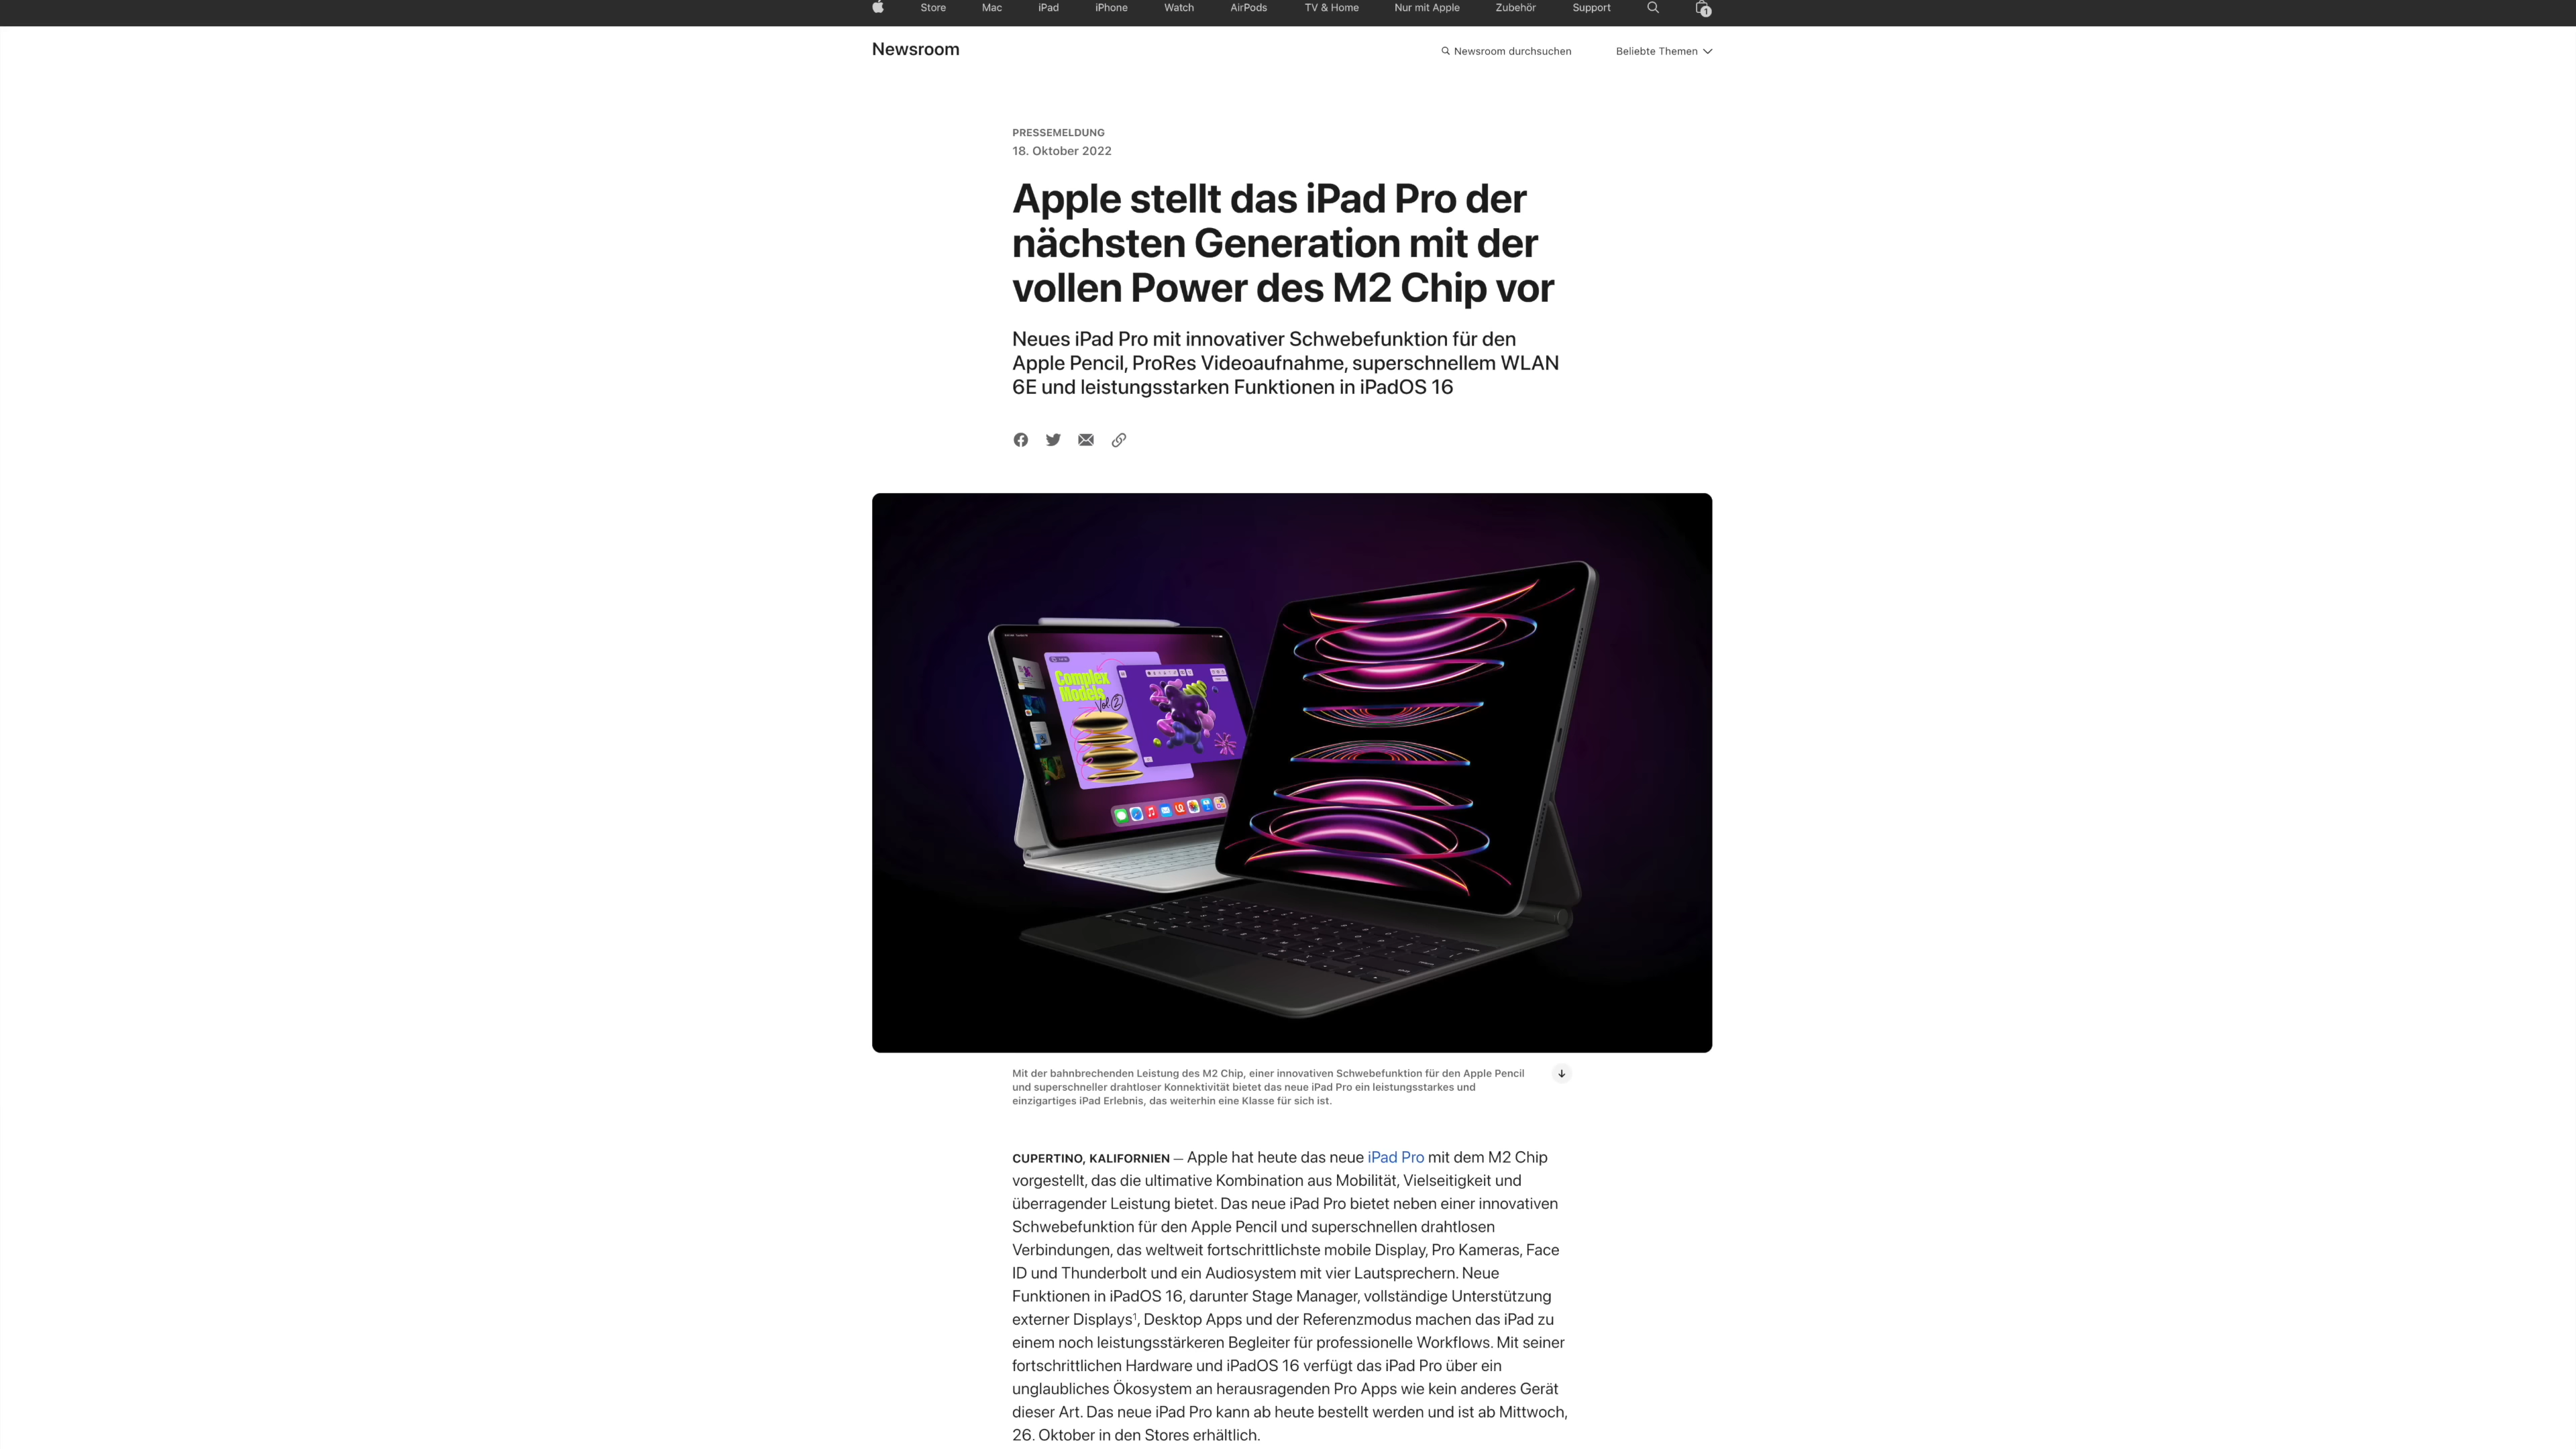 Store Mac iPad iPhone Watch AirPods TV & Home Nur mit Apple Zubehör Support 1
Newsroom
Newsroom durchsuchen Beliebte Themen
PRESSEMELDUNG
18. Oktober 2022
Apple stellt das iPad Pro der
nächsten Generation mit der
vollen Power des M2 Chip vor
Neues iPad Pro mit innovativer Schwebefunktion für den
Apple Pencil, ProRes Videoaufnahme, superschnellem WLAN
6E und leistungsstarken Funktionen in iPadOS 16
Complex
Models
Vol 2
Mit der bahnbrechenden Leistung des M2 Chip, einer innovativen Schwebefunktion für den Apple Pencil
und superschneller drahtloser Konnektivität bietet das neue iPad Pro ein leistungsstarkes und
einzigartiges iPad Erlebnis, das weiterhin eine Klasse für sich ist.
CUPERTINO, KALIFORNIEN — Apple hat heute das neue iPad Pro mit dem M2 Chip
vorgestellt, das die ultimative Kombination aus Mobilität, Vielseitigkeit und
überragender Leistung bietet. Das neue iPad Pro bietet neben einer innovativen
Schwebefunktion für den Apple Pencil und superschnellen drahtlosen
Verbindungen, das weltweit fortschrittlichste mobile Display, Pro Kameras, Face
ID und Thunderbolt und ein Audiosystem mit vier Lautsprechern. Neue
Funktionen in iPadOS 16, darunter Stage Manager, vollständige Unterstützung
externer Displays¹, Desktop Apps und der Referenzmodus machen das iPad zu
einem noch leistungsstärkeren Begleiter für professionelle Workflows. Mit seiner
fortschrittlichen Hardware und iPadOS 16 verfügt das iPad Pro über ein
unglaubliches Ökosystem an herausragenden Pro Apps wie kein anderes Gerät
dieser Art. Das neue iPad Pro kann ab heute bestellt werden und ist ab Mittwoch,
26. Oktober in den Stores erhältlich.